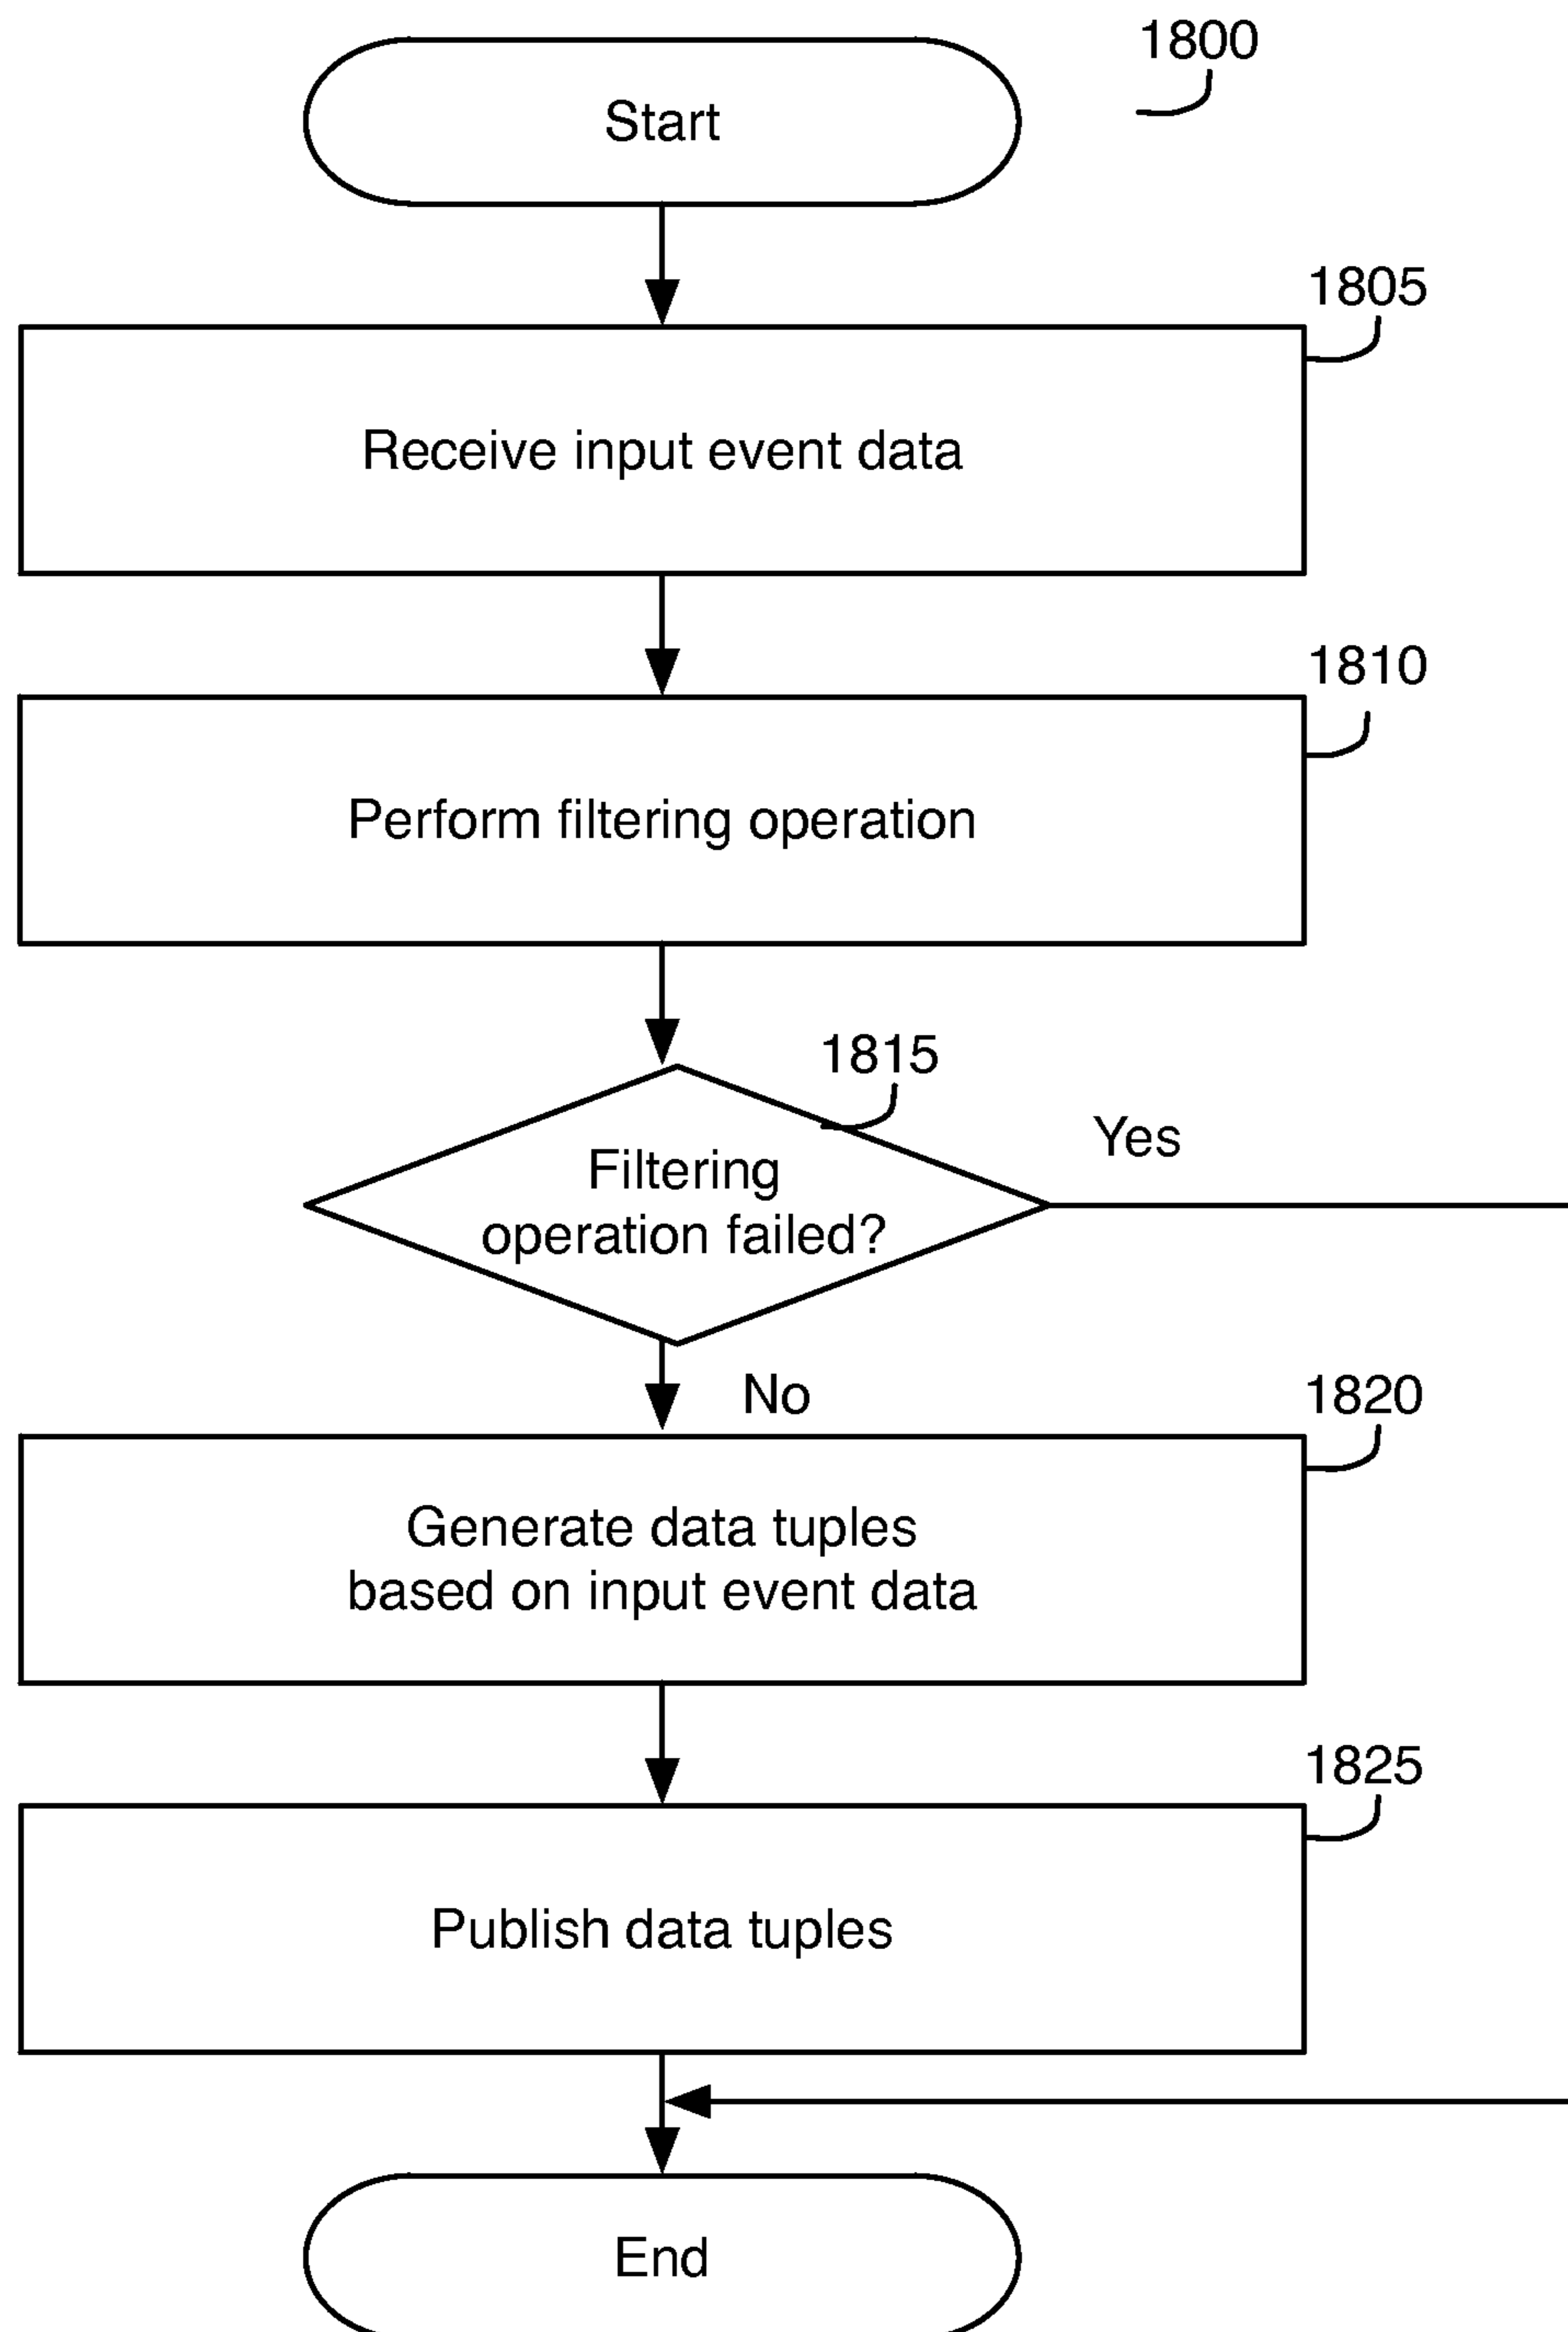 1800
Start
1805
Receive input event data
1810
Perform filtering operation
1815
Yes
Filtering
operation failed?
No
1820
Generate data tuples
based on input event data
1825
Publish data tuples
End